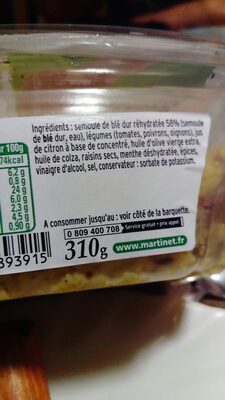 Ingrédients : semoule de blé dur réhydratée 58% (semoule
de blé dur, eau), légumes (tomates, poivrons, oignons), jus
de citron à base de concentré, huile d'olive vierge extra,
huile de colza, raisins secs, menthe déshydratée, épices,
vinaigre d'alcool, sel, conservateur : sorbate de potassium.
r 100g
74kcal
6,2 g
0,8 g
24 g
6,0 g
2,3 g
4,5 g
0,90 g
A consommer jusqu'au : voir côté de la barquette.
0 809 400 708 Service gratuit + prix appel
393915 310g www.martinet.fr